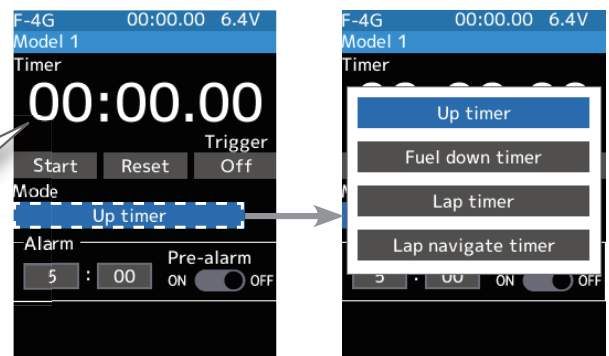 F-4G 00:00.00 6.4V
Model 1
Timer
00:00.00
Trigger
Start Reset Off
Mode
Up timer
Alarm
Pre-alarm
5 : 00 ON OFF
F-4G 00:00.00 6.4V
Model 1
Timer
Up timer
Fuel down timer
Lap timer
Lap navigate timer
5 : 00 ON OFF